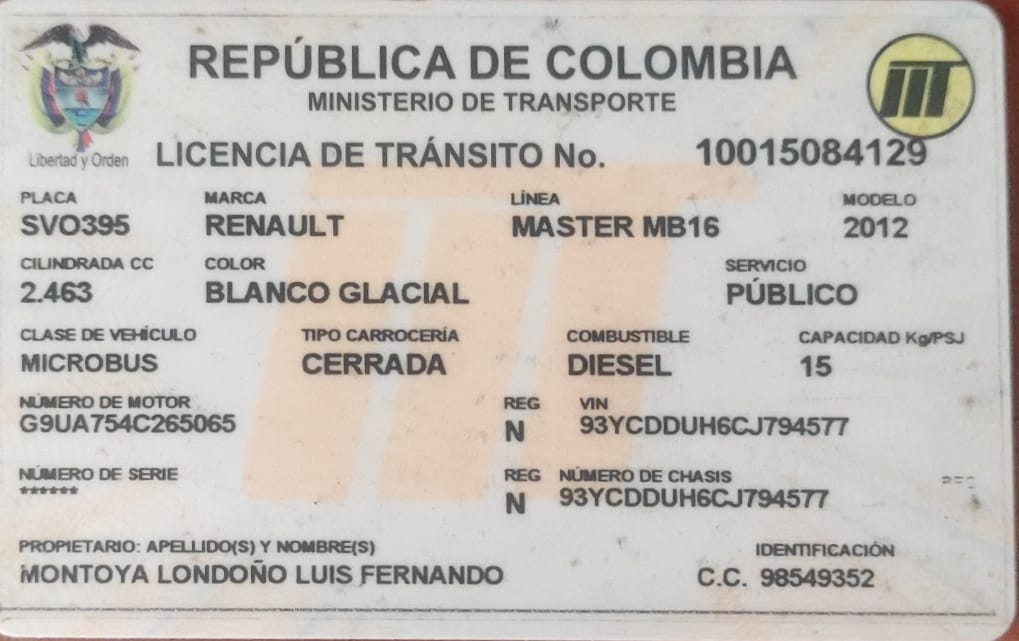 REPÚBLICA DE COLOMBIA
MINISTERIO DE TRANSPORTE
Libertad y Orden
LICENCIA DE TRÁNSITO No. 10015084129
PLACA MARCA LÍNEA MODELO
SVO395 RENAULT MASTER MB16 2012
CILINDRADA CC COLOR SERVICIO
2.463 BLANCO GLACIAL PÚBLICO
CLASE DE VEHÍCULO TIPO CARROCERÍA COMBUSTIBLE CAPACIDAD Kg/PSJ
MICROBUS CERRADA DIESEL 15
NÚMERO DE MOTOR REG VIN
G9UA754C265065 N 93YCDDUH6CJ794577
NÚMERO DE SERIE REG NÚMERO DE CHASIS
****** N 93YCDDUH6CJ794577
PROPIETARIO: APELLIDO(S) Y NOMBRE(S) IDENTIFICACIÓN
MONTOYA LONDOÑO LUIS FERNANDO C.C. 98549352